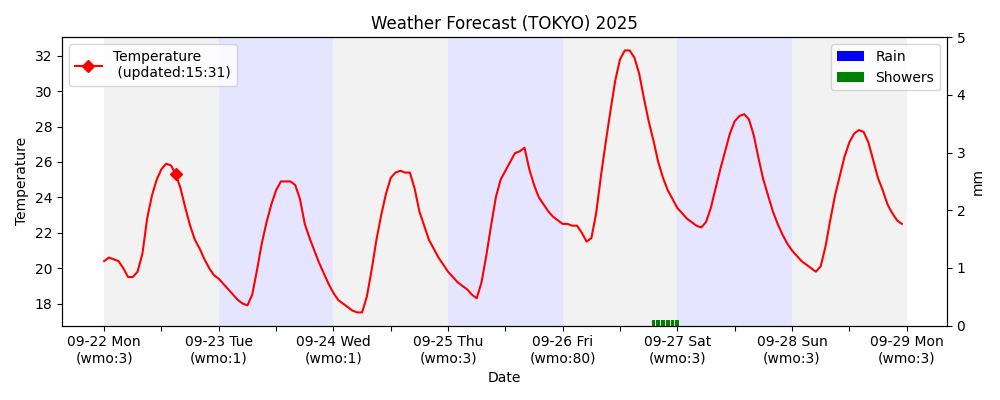 Weather Forecast (TOKYO) 2025
Temperature
(updated:15:31)
Rain
Showers
Temperature
32
30
28
26
24
22
20
18
5
4
3
2
1
0
mm
09-22 Mon
(wmo:3)
09-23 Tue
(wmo:1)
09-24 Wed
(wmo:1)
09-25 Thu
(wmo:3)
09-26 Fri
(wmo:80)
09-27 Sat
(wmo:3)
09-28 Sun
(wmo:3)
09-29 Mon
(wmo:3)
Date